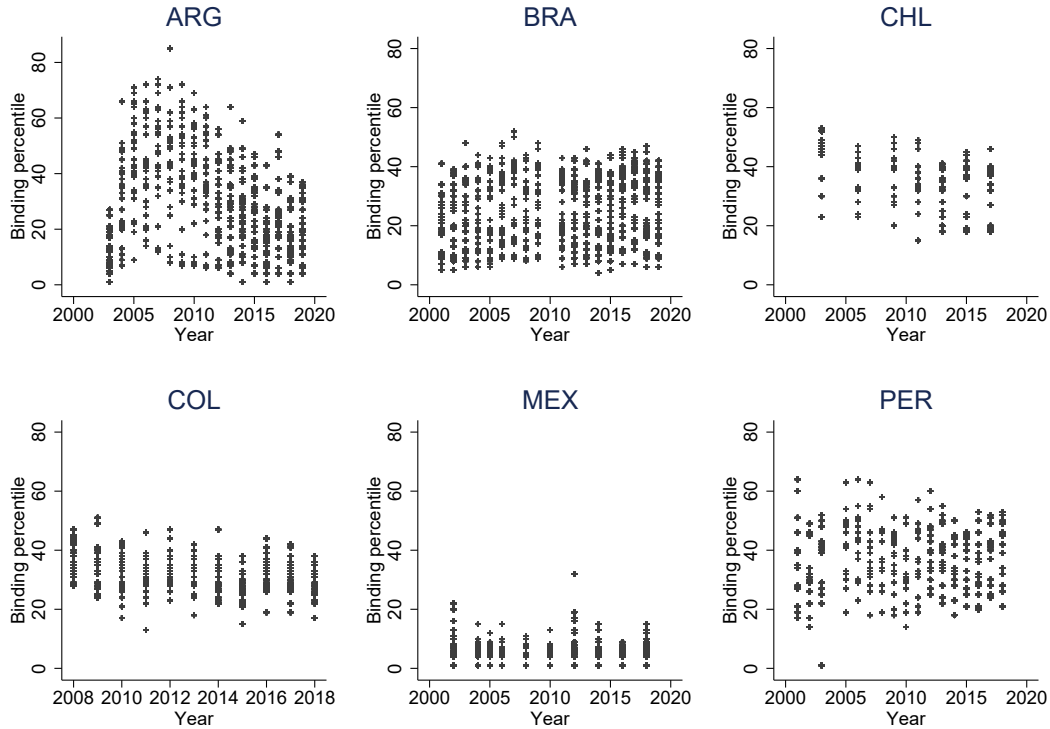 ARG
Binding percentile
0 20 40 60 80
2000 2005 2010 2015 2020
Year
BRA
Binding percentile
0 20 40 60 80
2000 2005 2010 2015 2020
Year
CHL
Binding percentile
0 20 40 60 80
2000 2005 2010 2015 2020
Year
COL
Binding percentile
0 20 40 60 80
2008 2010 2012 2014 2016 2018
Year
MEX
Binding percentile
0 20 40 60 80
2000 2005 2010 2015 2020
Year
PER
Binding percentile
0 20 40 60 80
2000 2005 2010 2015 2020
Year